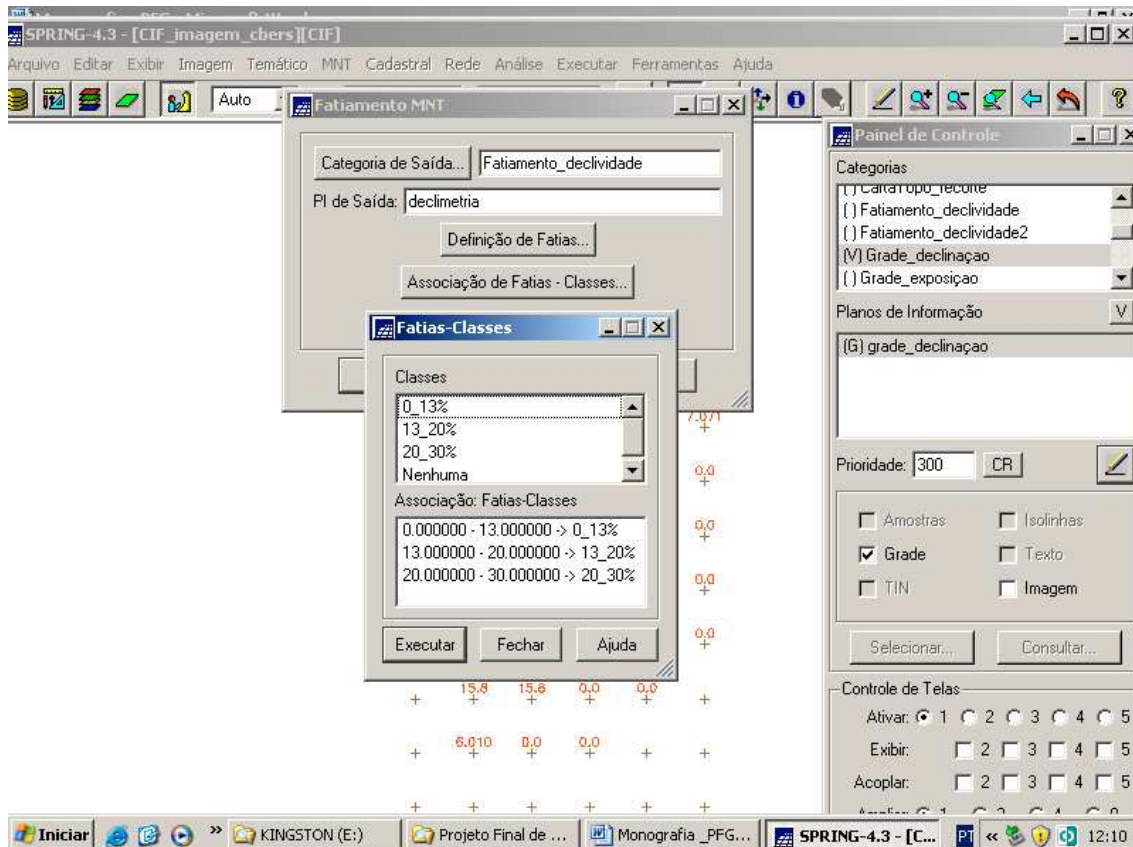 SPRING-4.3 - [CIF_imagem_cbers][CIF]
Arquivo Editar Exibir Imagem Temático MNT Cadastral Rede Análise Executar Ferramentas Ajuda
Auto
Fatiamento MNT
Categoria de Saída... Fatiamento_declividade
PI de Saída: declimetria
Definição de Fatias...
Associação de Fatias - Classes...
Fatias-Classes
Classes
0_13%
13_20%
20_30%
Nenhuma
Associação: Fatias-Classes
0.000000 - 13.000000 -> 0_13%
13.000000 - 20.000000 -> 13_20%
20.000000 - 30.000000 -> 20_30%
Executar Fechar Ajuda
7.071
0.0
0.0
0.0
0.0
15.8 15.6 0.0 0.0
6.010 0.0 0.0
Painel de Controle
Categorias
( ) CartaTopo_recorte
( ) Fatiamento_declividade
( ) Fatiamento_declividade2
(V) Grade_declinaçao
( ) Grade_exposiçao
Planos de Informação V
(G) grade_declinaçao
Prioridade: 300 CR
Amostras Isolinhas
Grade Texto
TIN Imagem
Selecionar... Consultar...
Controle de Telas
Ativar: 1 2 3 4 5
Exibir: 2 3 4 5
Acoplar: 2 3 4 5
Iniciar » KINGSTON (E:) Projeto Final de ... Monografia _PFG... SPRING-4.3 - [C... PT « 12:10